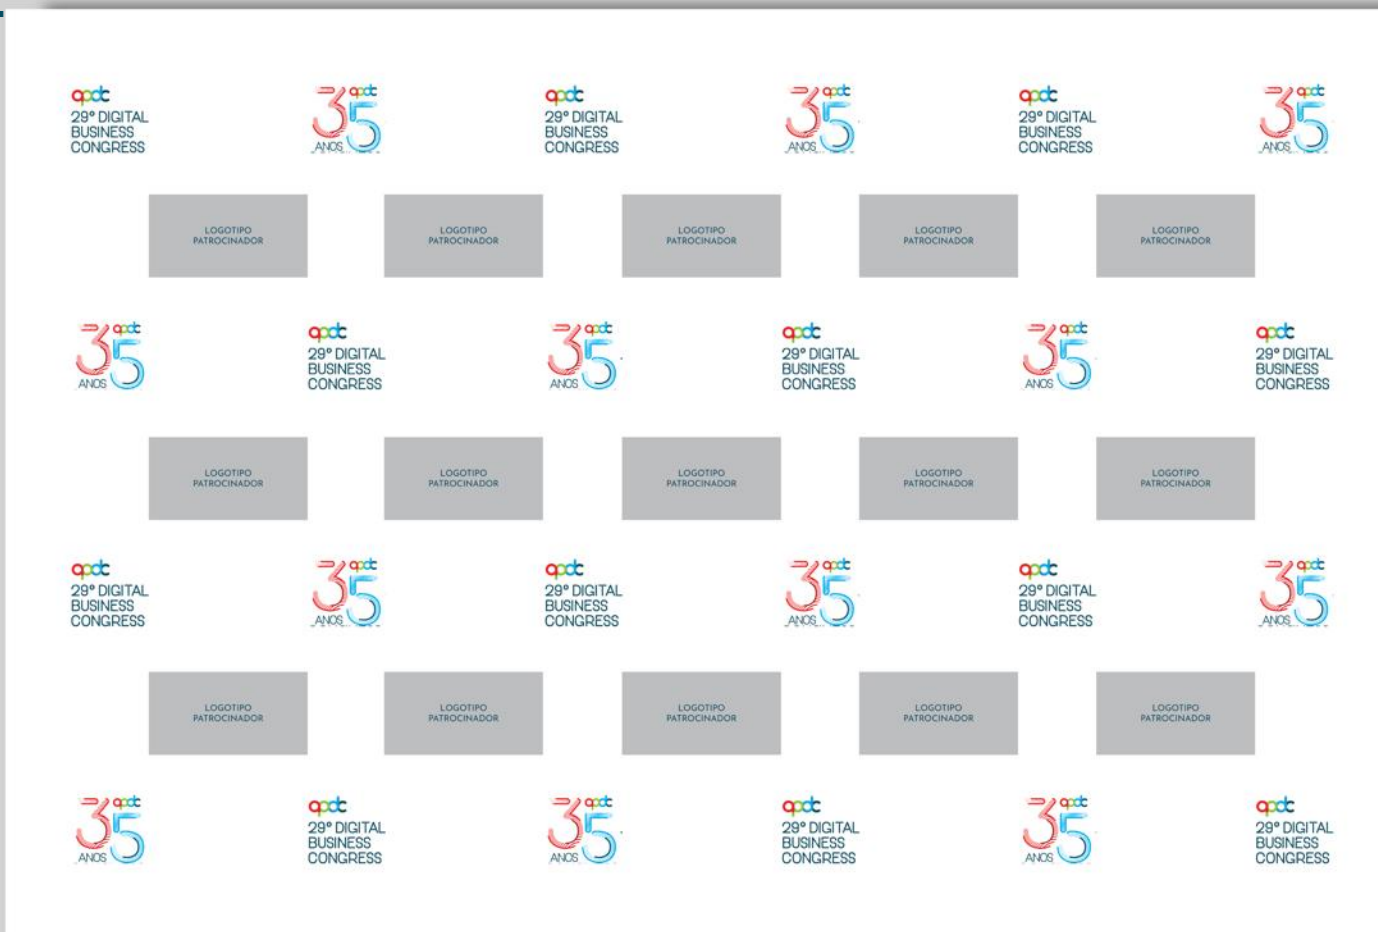 apdc
29º DIGITAL
BUSINESS
CONGRESS
35 apdc
ANOS
apdc
29º DIGITAL
BUSINESS
CONGRESS
35 apdc
ANOS
apdc
29º DIGITAL
BUSINESS
CONGRESS
35 apdc
ANOS
LOGOTIPO
PATROCINADOR
LOGOTIPO
PATROCINADOR
LOGOTIPO
PATROCINADOR
LOGOTIPO
PATROCINADOR
LOGOTIPO
PATROCINADOR
35 apdc
ANOS
apdc
29º DIGITAL
BUSINESS
CONGRESS
35 apdc
ANOS
apdc
29º DIGITAL
BUSINESS
CONGRESS
35 apdc
ANOS
apdc
29º DIGITAL
BUSINESS
CONGRESS
LOGOTIPO
PATROCINADOR
LOGOTIPO
PATROCINADOR
LOGOTIPO
PATROCINADOR
LOGOTIPO
PATROCINADOR
LOGOTIPO
PATROCINADOR
apdc
29º DIGITAL
BUSINESS
CONGRESS
35 apdc
ANOS
apdc
29º DIGITAL
BUSINESS
CONGRESS
35 apdc
ANOS
apdc
29º DIGITAL
BUSINESS
CONGRESS
35 apdc
ANOS
LOGOTIPO
PATROCINADOR
LOGOTIPO
PATROCINADOR
LOGOTIPO
PATROCINADOR
LOGOTIPO
PATROCINADOR
LOGOTIPO
PATROCINADOR
35 apdc
ANOS
apdc
29º DIGITAL
BUSINESS
CONGRESS
35 apdc
ANOS
apdc
29º DIGITAL
BUSINESS
CONGRESS
35 apdc
ANOS
apdc
29º DIGITAL
BUSINESS
CONGRESS